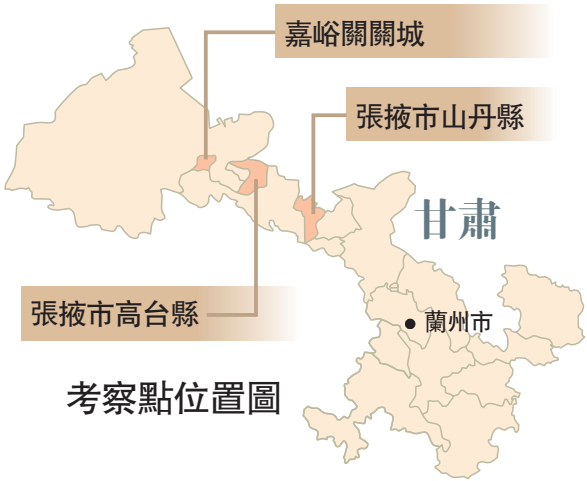 嘉峪關關城
張掖市山丹縣
甘肅
張掖市高台縣
蘭州市
考察點位置圖